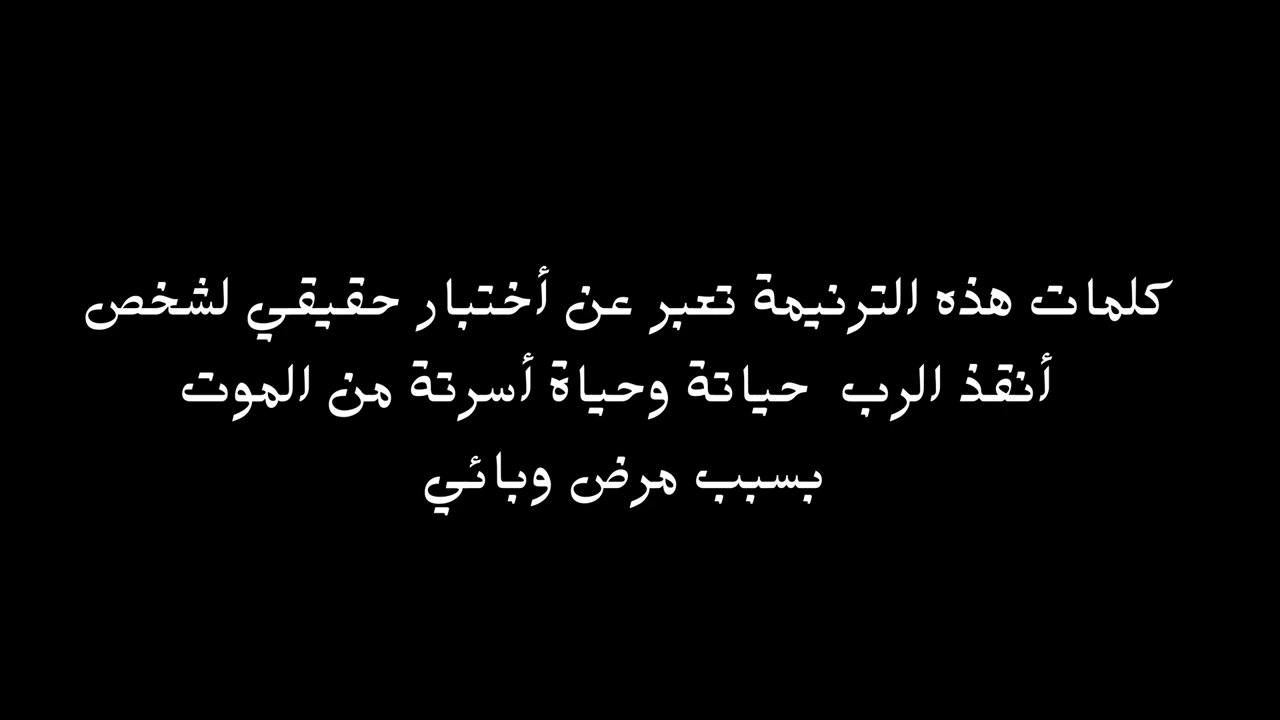 كلمات هذه الترنيمة تعبر عن أختبار حقيقي لشخص
أنقذ الرب حياتة وحياة أسرتة من الموت
بسبب مرض وبائي